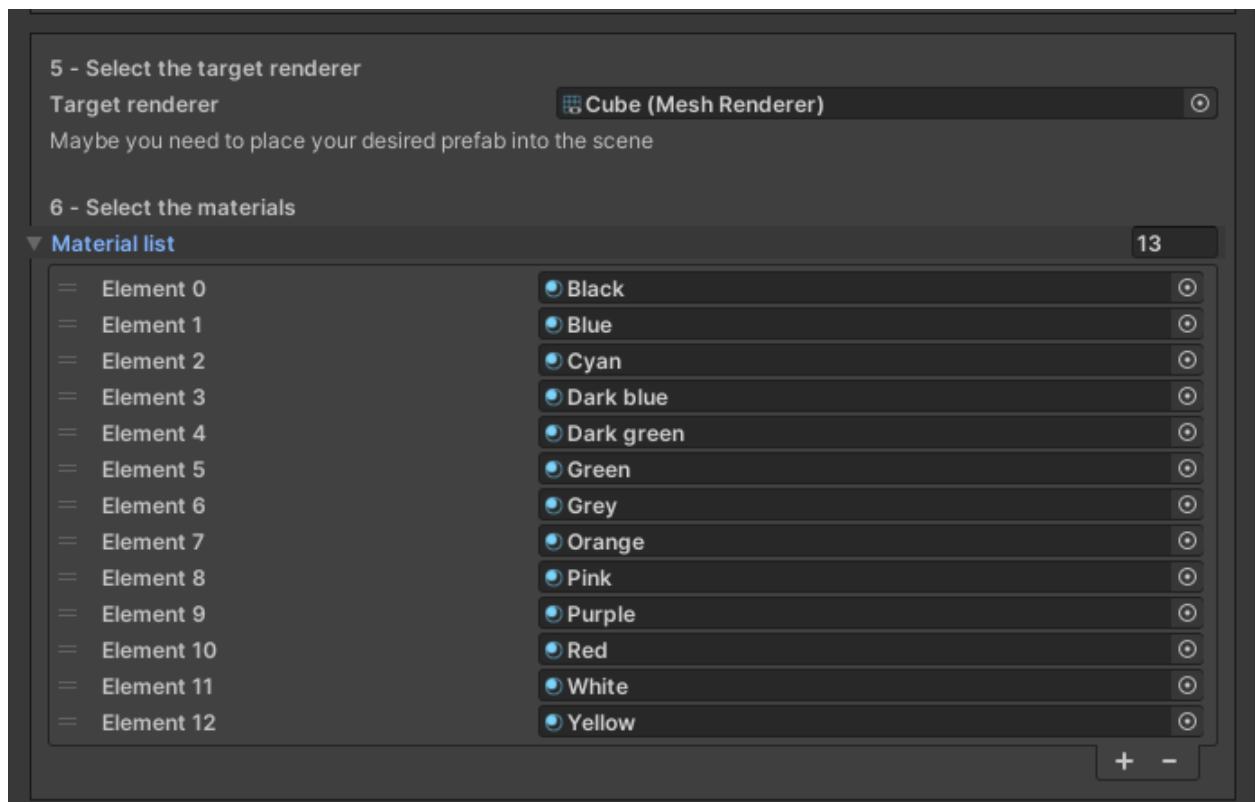 5 - Select the target renderer
Target renderer Cube (Mesh Renderer)
Maybe you need to place your desired prefab into the scene
6 - Select the materials
Material list 13
Element 0 Black
Element 1 Blue
Element 2 Cyan
Element 3 Dark blue
Element 4 Dark green
Element 5 Green
Element 6 Grey
Element 7 Orange
Element 8 Pink
Element 9 Purple
Element 10 Red
Element 11 White
Element 12 Yellow
+ -